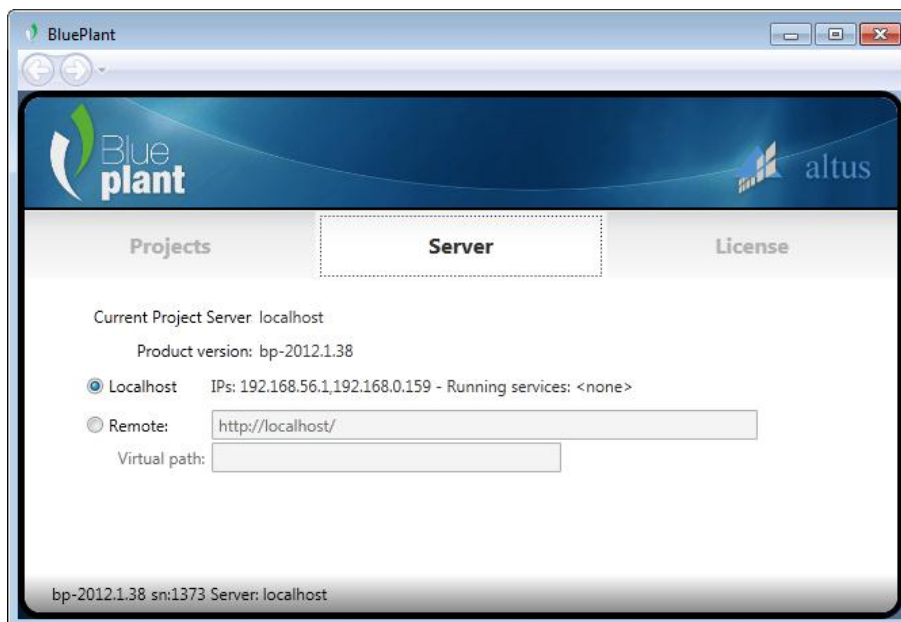 BluePlant
Blue
plant
altus
Projects Server License
Current Project Server localhost
Product version: bp-2012.1.38
Localhost IPs: 192.168.56.1,192.168.0.159 - Running services: <none>
Remote: http://localhost/
Virtual path:
bp-2012.1.38 sn:1373 Server: localhost